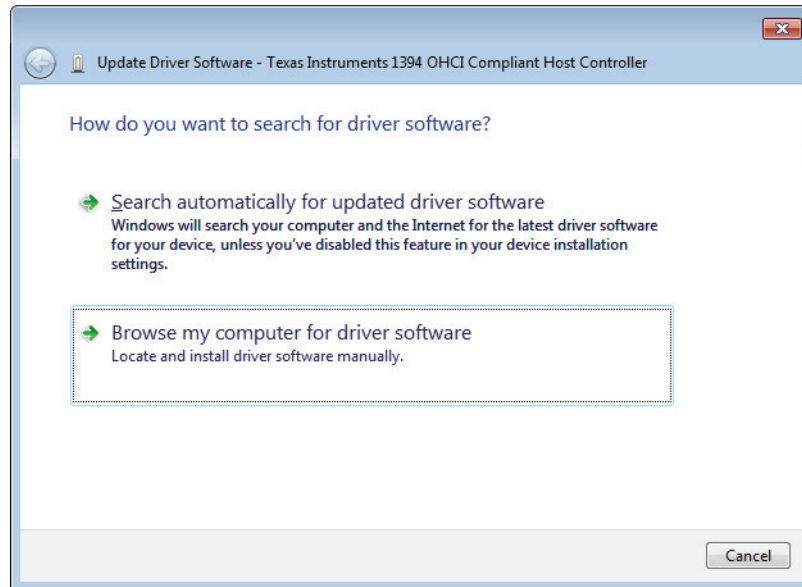 Update Driver Software - Texas Instruments 1394 OHCI Compliant Host Controller
How do you want to search for driver software?
Search automatically for updated driver software
Windows will search your computer and the Internet for the latest driver software
for your device, unless you've disabled this feature in your device installation
settings.
Browse my computer for driver software
Locate and install driver software manually.
Cancel